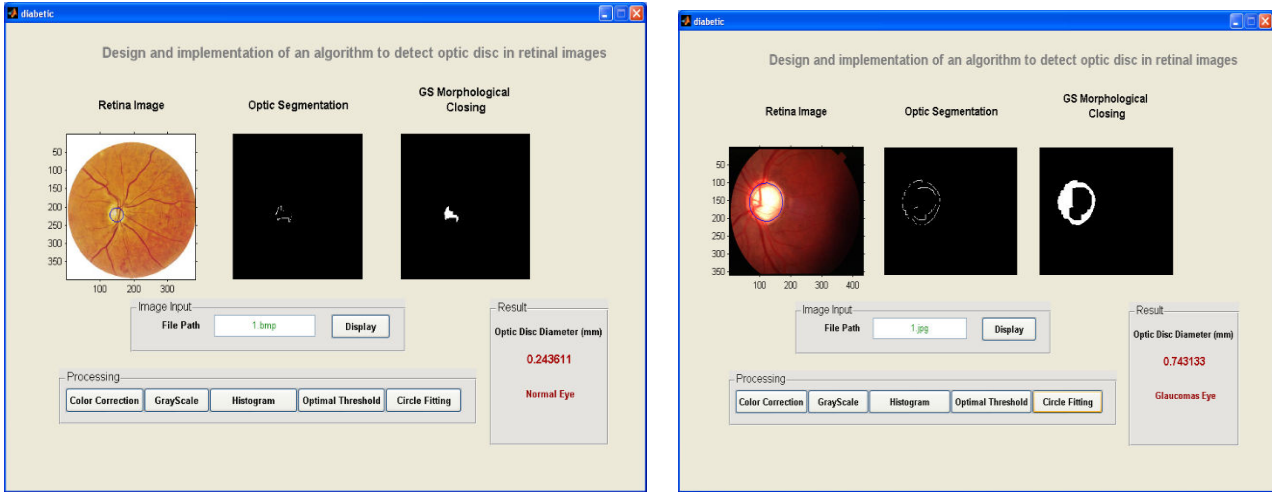 diabetic
Design and implementation of an algorithm to detect optic disc in retinal images
Retina Image
Optic Segmentation
GS Morphological
Closing
50
100
150
200
250
300
350
100 200 300
Image Input
File Path 1.bmp Display
Processing
Color Correction GrayScale Histogram Optimal Threshold Circle Fitting
Result
Optic Disc Diameter (mm)
0.243611
Normal Eye
diabetic
Design and implementation of an algorithm to detect optic disc in retinal images
Retina Image
Optic Segmentation
GS Morphological
Closing
50
100
150
200
250
300
350
100 200 300 400
Image Input
File Path 1.jpg Display
Processing
Color Correction GrayScale Histogram Optimal Threshold Circle Fitting
Result
Optic Disc Diameter (mm)
0.743133
Glaucomas Eye